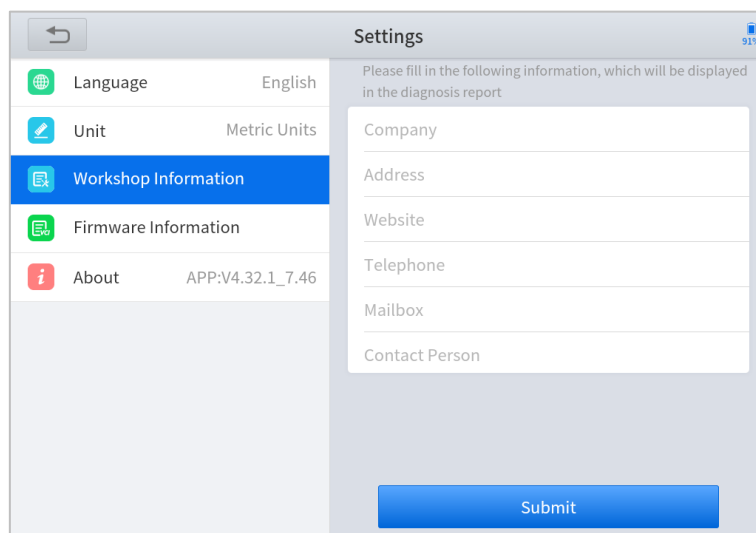 Settings
91%
Language English
Unit Metric Units
Workshop Information
Firmware Information
About APP:V4.32.1_7.46
Please fill in the following information, which will be displayed
in the diagnosis report
Company
Address
Website
Telephone
Mailbox
Contact Person
Submit